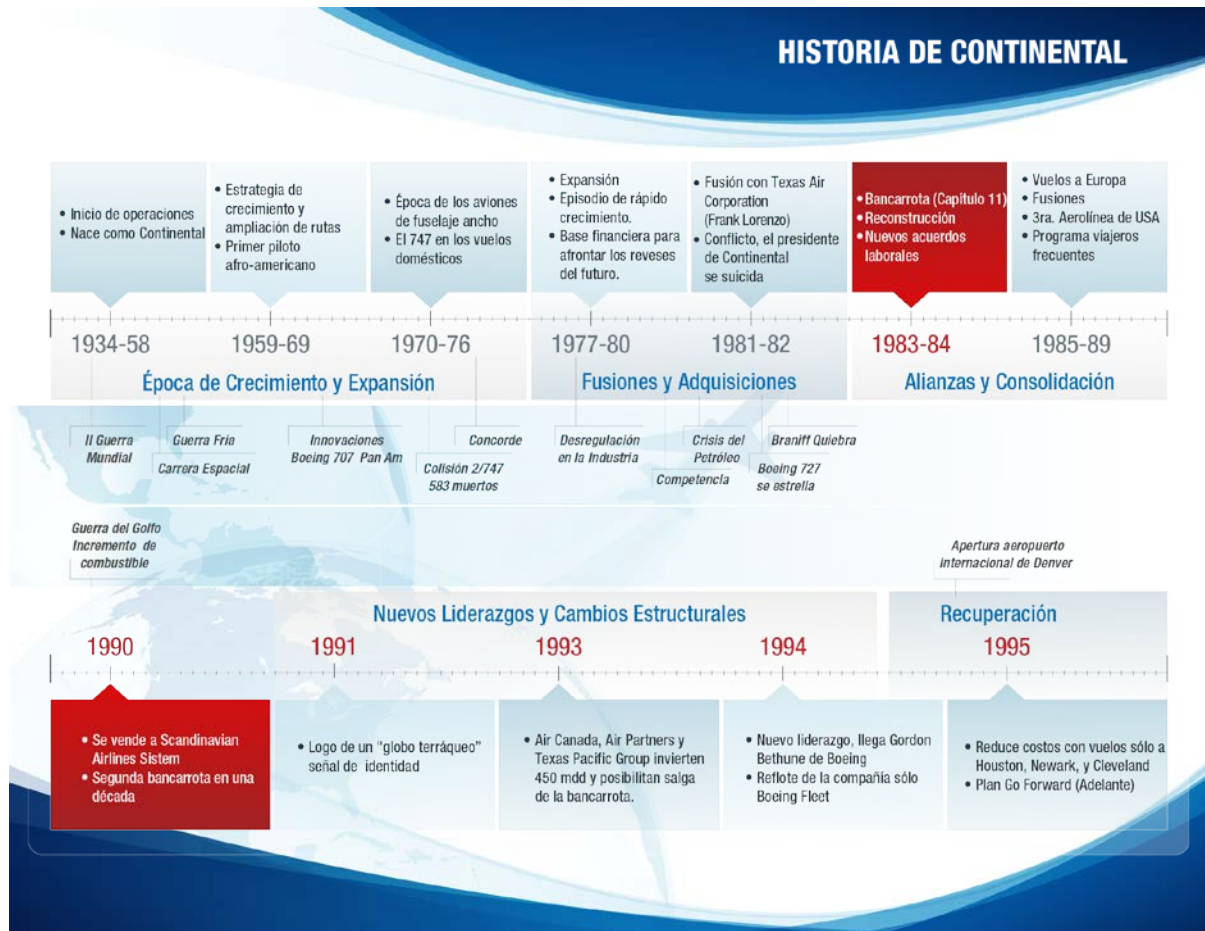 HISTORIA DE CONTINENTAL
• Inicio de operaciones
• Nace como Continental
• Estrategia de
crecimiento y
ampliación de rutas
• Primer piloto
afro-americano
• Época de los aviones
de fuselaje ancho
• El 747 en los vuelos
domésticos
• Expansión
• Episodio de rápido
crecimiento.
• Base financiera para
afrontar los reveses
del futuro.
• Fusión con Texas Air
Corporation
(Frank Lorenzo)
• Conflicto, el presidente
de Continental
se suicida
• Bancarrota (Capítulo 11)
• Reconstrucción
• Nuevos acuerdos
laborales
• Vuelos a Europa
• Fusiones
• 3ra. Aerolínea de USA
• Programa viajeros
frecuentes
1934-58
1959-69
1970-76
1977-80
1981-82
1983-84
1985-89
Época de Crecimiento y Expansión
Fusiones y Adquisiciones
Alianzas y Consolidación
II Guerra
Mundial
Guerra Fría
Carrera Espacial
Innovaciones
Boeing 707 Pan Am
Concorde
Colisión 2/747
583 muertos
Desregulación
en la Industria
Competencia
Crisis del
Petróleo
Braniff Quiebra
Boeing 727
se estrella
Guerra del Golfo
Incremento de
combustible
Apertura aeropuerto
Internacional de Denver
Nuevos Liderazgos y Cambios Estructurales
Recuperación
1990
1991
1993
1994
1995
• Se vende a Scandinavian
Airlines Sistem
• Segunda bancarrota en una
década
• Logo de un "globo terráqueo"
señal de identidad
• Air Canada, Air Partners y
Texas Pacific Group invierten
450 mdd y posibilitan salga
de la bancarrota.
• Nuevo liderazgo, llega Gordon
Bethune de Boeing
• Reflote de la compañía sólo
Boeing Fleet
• Reduce costos con vuelos sólo a
Houston, Newark, y Cleveland
• Plan Go Forward (Adelante)